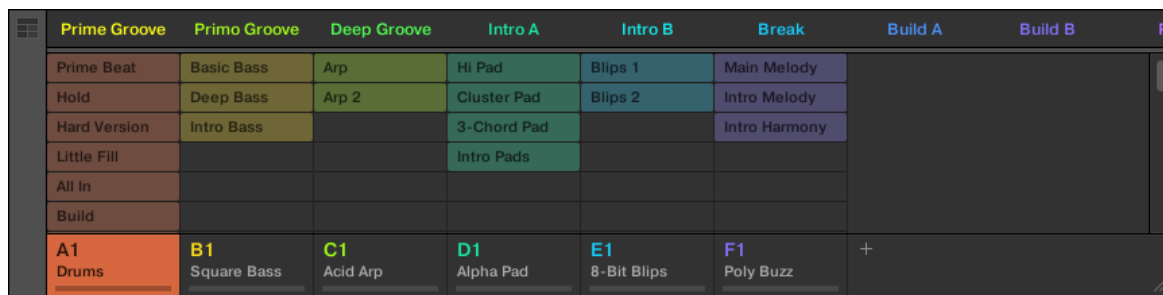 Prime Groove Primo Groove Deep Groove Intro A Intro B Break Build A Build B
Prime Beat Basic Bass Arp Hi Pad Blips 1 Main Melody
Hold Deep Bass Arp 2 Cluster Pad Blips 2 Intro Melody
Hard Version Intro Bass 3-Chord Pad Intro Harmony
Little Fill Intro Pads
All In
Build
A1 B1 C1 D1 E1 F1 +
Drums Square Bass Acid Arp Alpha Pad 8-Bit Blips Poly Buzz